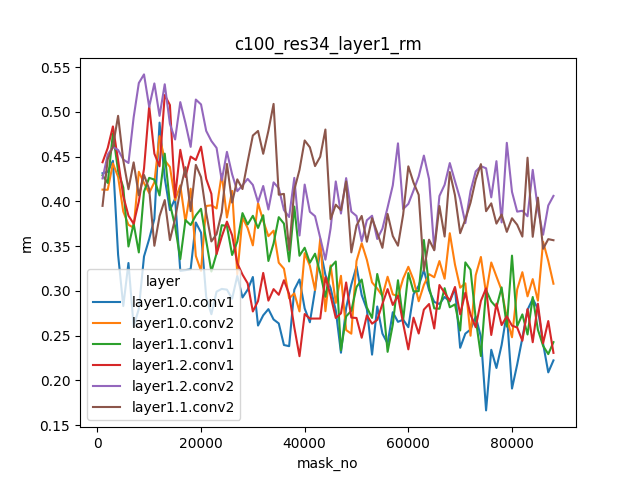 c100_res34_layer1_rm
0.55
0.50
0.45
0.40
0.35
0.30
0.25
0.20
0.15
rm
layer
layer1.0.conv1
layer1.0.conv2
layer1.1.conv1
layer1.2.conv1
layer1.2.conv2
layer1.1.conv2
0 20000 40000 60000 80000
mask_no